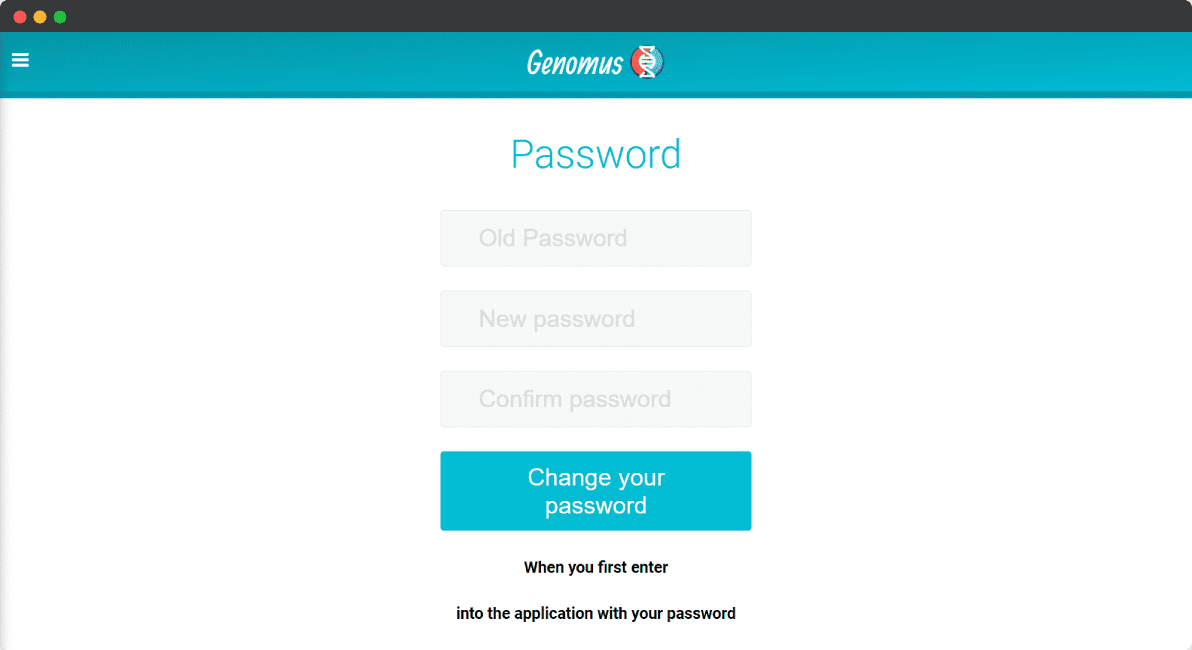 Genomus
Password
Old Password
New password
Confirm password
Change your
password
When you first enter
into the application with your password